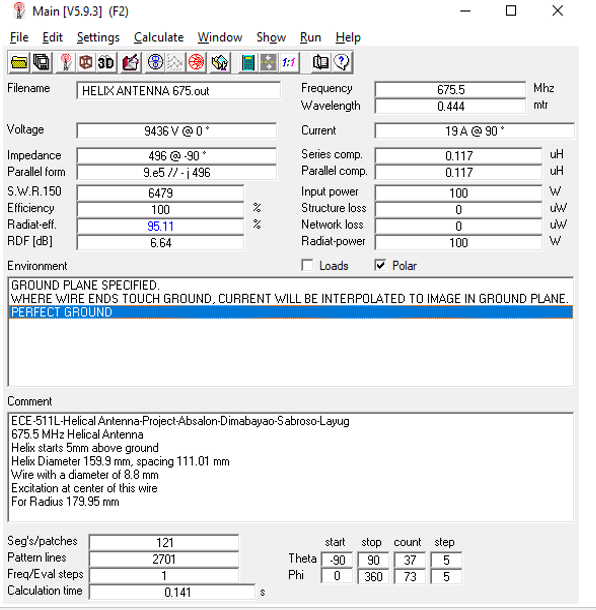 Main [V5.9.3] (F2)
File Edit Settings Calculate Window Show Run Help
3D 1:1
Filename HELIX ANTENNA 675.out Frequency 675.5 Mhz
Wavelength 0.444 mtr
Voltage 9436 V @ 0 ° Current 19 A @ 90 °
Impedance 496 @ -90 ° Series comp. 0.117 uH
Parallel form 9.e5 // - j 496 Parallel comp. 0.117 uH
S.W.R.150 6479 Input power 100 W
Efficiency 100 % Structure loss 0 uW
Radiat-eff. 95.11 % Network loss 0 uW
RDF [dB] 6.64 Radiat-power 100 W
Environment Loads Polar
GROUND PLANE SPECIFIED.
WHERE WIRE ENDS TOUCH GROUND, CURRENT WILL BE INTERPOLATED TO IMAGE IN GROUND PLANE.
PERFECT GROUND
Comment
ECE-511L-Helical Antenna-Project-Absalon-Dimabayao-Sabroso-Layug
675.5 MHz Helical Antenna
Helix starts 5mm above ground
Helix Diameter 159.9 mm, spacing 111.01 mm
Wire with a diameter of 8.8 mm
Excitation at center of this wire
For Radius 179.95 mm
Seg's/patches 121 start stop count step
Pattern lines 2701 Theta -90 90 37 5
Freq/Eval steps 1 Phi 0 360 73 5
Calculation time 0.141 s